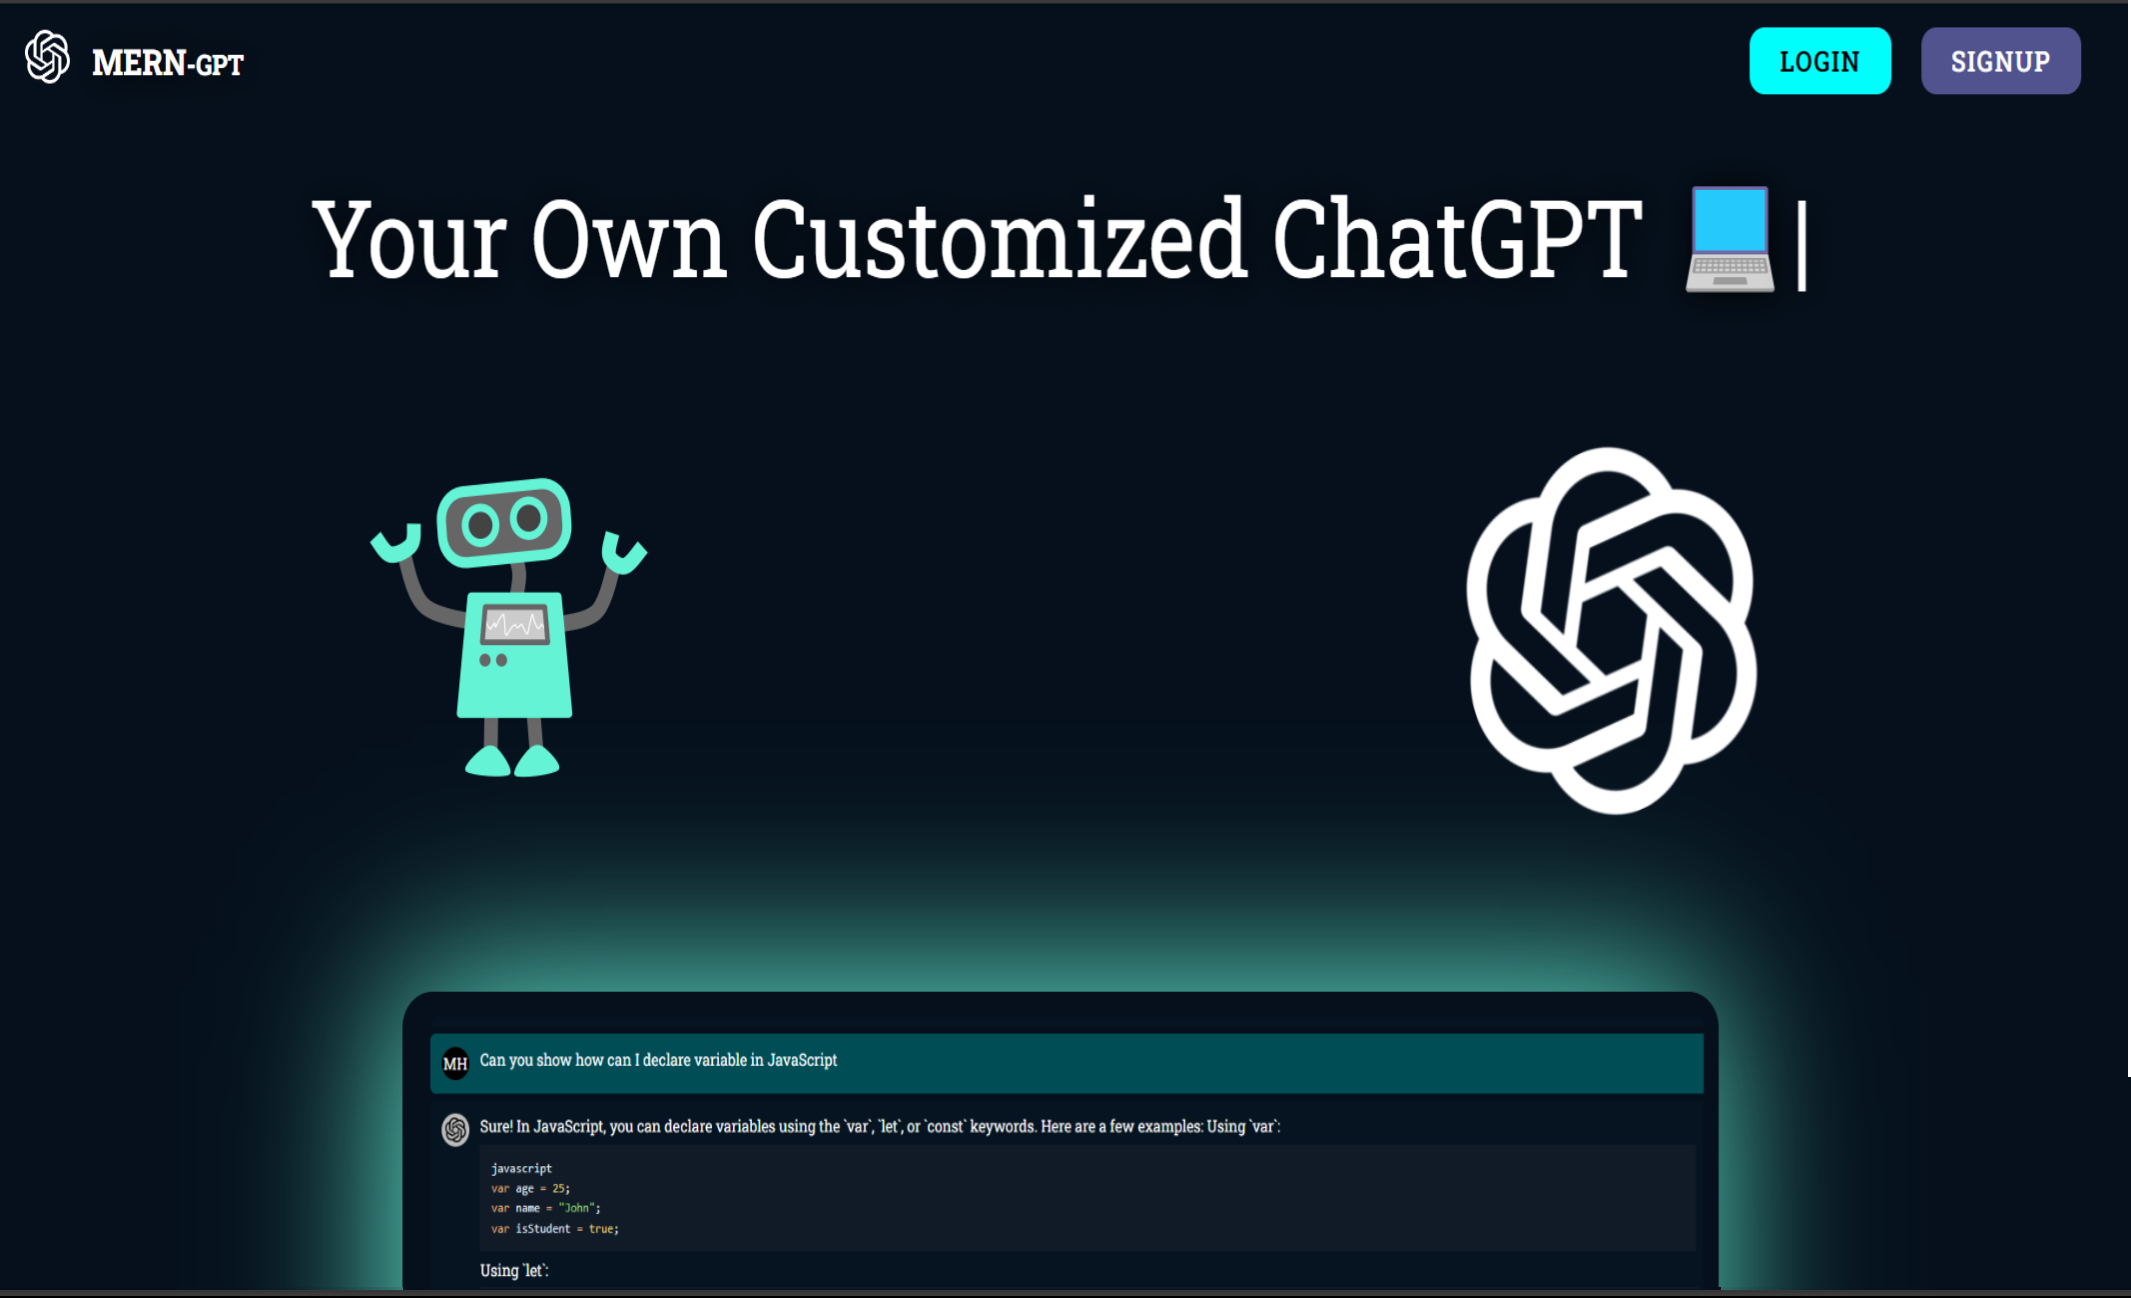 MERN-GPT
LOGIN
SIGNUP
Your Own Customized ChatGPT 💻|
MH
Can you show how can I declare variable in JavaScript
Sure! In JavaScript, you can declare variables using the `var`, `let`, or `const` keywords. Here are a few examples: Using `var`:
javascript
var age = 25;
var name = "John";
var isStudent = true;
Using `let`: